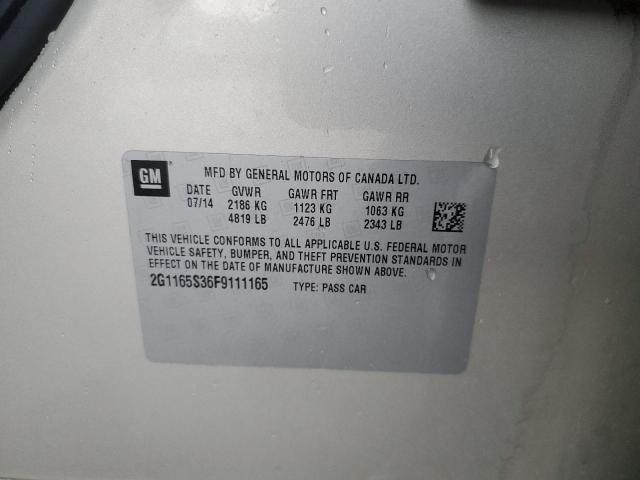 GM
MFD BY GENERAL MOTORS OF CANADA LTD.
DATE GVWR GAWR FRT GAWR RR
07/14 2186 KG 1123 KG 1063 KG
4819 LB 2476 LB 2343 LB
THIS VEHICLE CONFORMS TO ALL APPLICABLE U.S. FEDERAL MOTOR
VEHICLE SAFETY, BUMPER, AND THEFT PREVENTION STANDARDS IN
EFFECT ON THE DATE OF MANUFACTURE SHOWN ABOVE.
2G1165S36F9111165 TYPE: PASS CAR